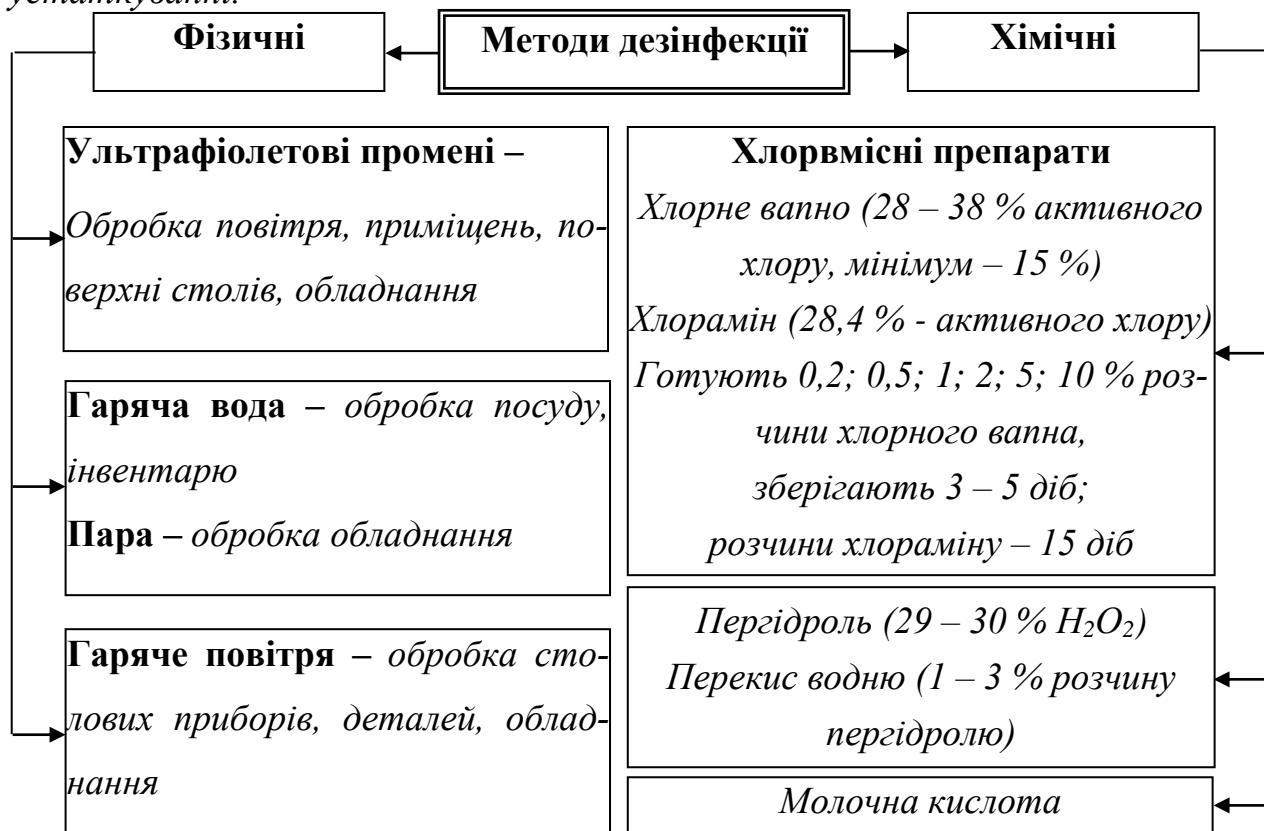 устаткуванні.
Фізичні
Методи дезінфекції
Хімічні
Ультрафіолетові промені –
Обробка повітря, приміщень, по-
верхні столів, обладнання
Гаряча вода – обробка посуду,
інвентарю
Пара – обробка обладнання
Гаряче повітря – обробка сто-
лових приборів, деталей, облад-
нання
Хлорвмісні препарати
Хлорне вапно (28 – 38 % активного
хлору, мінімум – 15 %)
Хлорамін (28,4 % - активного хлору)
Готують 0,2; 0,5; 1; 2; 5; 10 % роз-
чини хлорного вапна,
зберігають 3 – 5 діб;
розчини хлораміну – 15 діб
Пергідроль (29 – 30 % H₂O₂)
Перекис водню (1 – 3 % розчину
пергідролю)
Молочна кислота